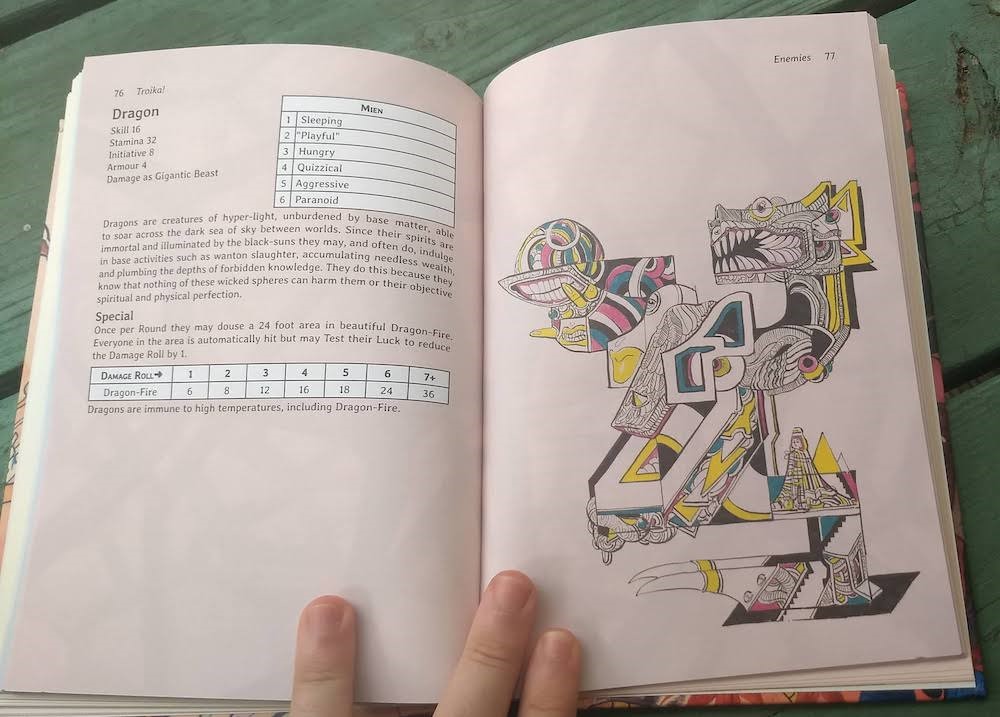 76 Troika!
Dragon
Skill 16
Stamina 32
Initiative 8
Armour 4
Damage as Gigantic Beast
Mien
1 Sleeping
2 "Playful"
3 Hungry
4 Quizzical
5 Aggressive
6 Paranoid
Dragons are creatures of hyper-light, unburdened by base matter, able
to soar across the dark sea of sky between worlds. Since their spirits are
immortal and illuminated by the black-suns they may, and often do, indulge
in base activities such as wanton slaughter, accumulating needless wealth,
and plumbing the depths of forbidden knowledge. They do this because they
know that nothing of these wicked spheres can harm them or their objective
spiritual and physical perfection.
Special
Once per Round they may douse a 24 foot area in beautiful Dragon-Fire.
Everyone in the area is automatically hit but may Test their Luck to reduce
the Damage Roll by 1.
Damage Roll➔ 1 2 3 4 5 6 7+
Dragon-Fire 6 8 12 16 18 24 36
Dragons are immune to high temperatures, including Dragon-Fire.
Enemies 77